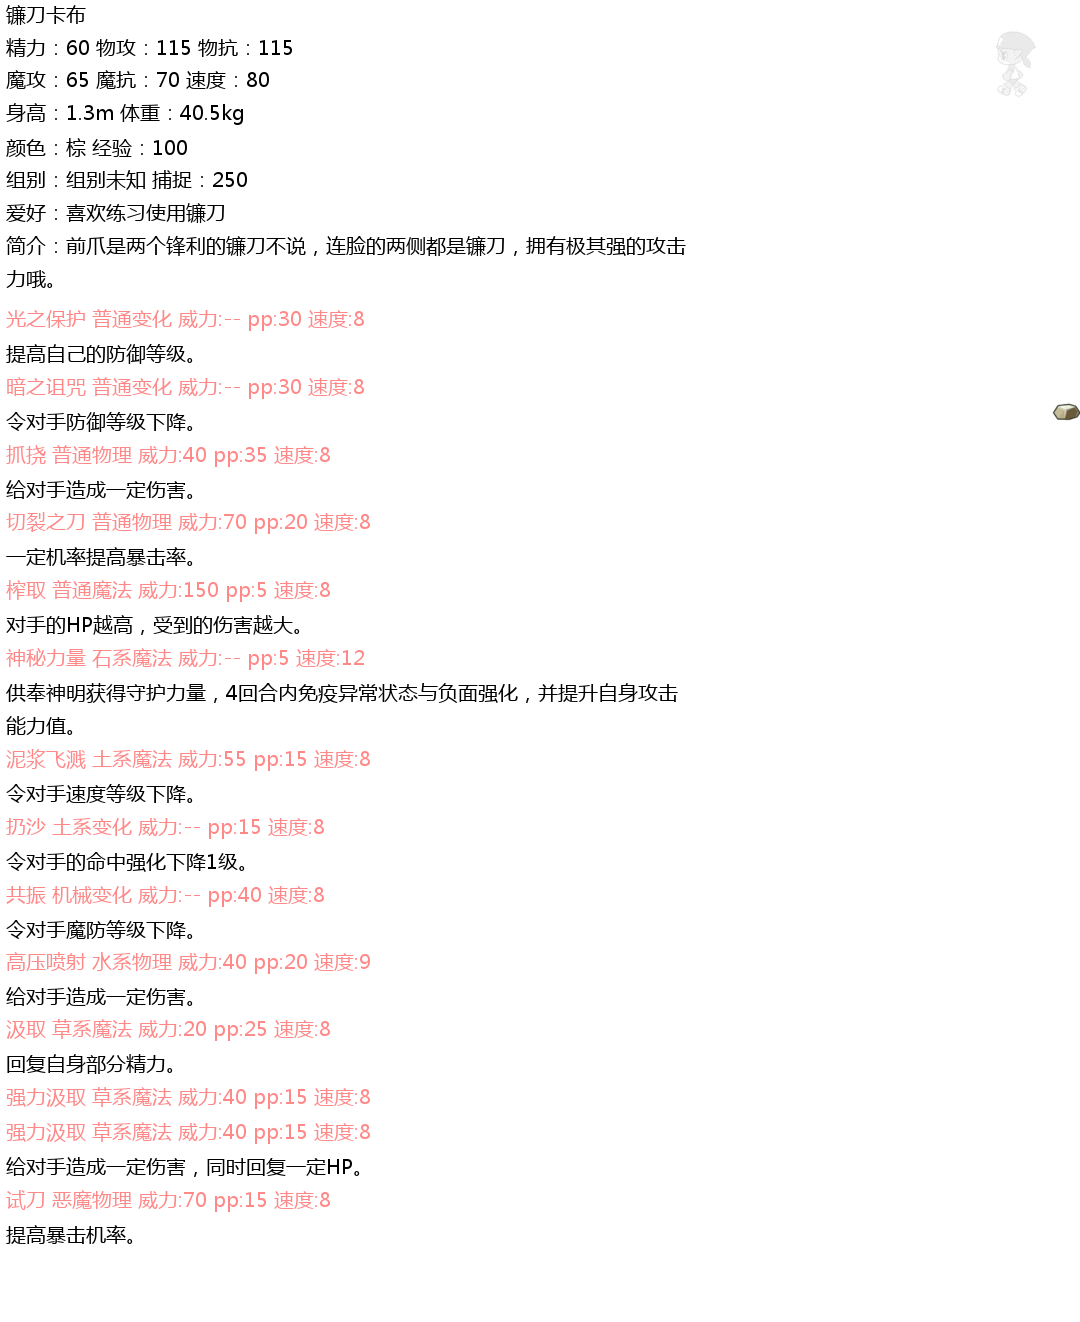 镰刀卡布
精力：60 物攻：115 物抗：115
魔攻：65 魔抗：70 速度：80
身高：1.3m 体重：40.5kg
颜色：棕 经验：100
组别：组别未知 捕捉：250
爱好：喜欢练习使用镰刀
简介：前爪是两个锋利的镰刀不说，连脸的两侧都是镰刀，拥有极其强的攻击
力哦。
光之保护 普通变化 威力:-- pp:30 速度:8
提高自己的防御等级。
暗之诅咒 普通变化 威力:-- pp:30 速度:8
令对手防御等级下降。
抓挠 普通物理 威力:40 pp:35 速度:8
给对手造成一定伤害。
切裂之刀 普通物理 威力:70 pp:20 速度:8
一定机率提高暴击率。
榨取 普通魔法 威力:150 pp:5 速度:8
对手的HP越高，受到的伤害越大。
神秘力量 石系魔法 威力:-- pp:5 速度:12
供奉神明获得守护力量，4回合内免疫异常状态与负面强化，并提升自身攻击
能力值。
泥浆飞溅 土系魔法 威力:55 pp:15 速度:8
令对手速度等级下降。
扔沙 土系变化 威力:-- pp:15 速度:8
令对手的命中强化下降1级。
共振 机械变化 威力:-- pp:40 速度:8
令对手魔防等级下降。
高压喷射 水系物理 威力:40 pp:20 速度:9
给对手造成一定伤害。
汲取 草系魔法 威力:20 pp:25 速度:8
回复自身部分精力。
强力汲取 草系魔法 威力:40 pp:15 速度:8
强力汲取 草系魔法 威力:40 pp:15 速度:8
给对手造成一定伤害，同时回复一定HP。
试刀 恶魔物理 威力:70 pp:15 速度:8
提高暴击机率。